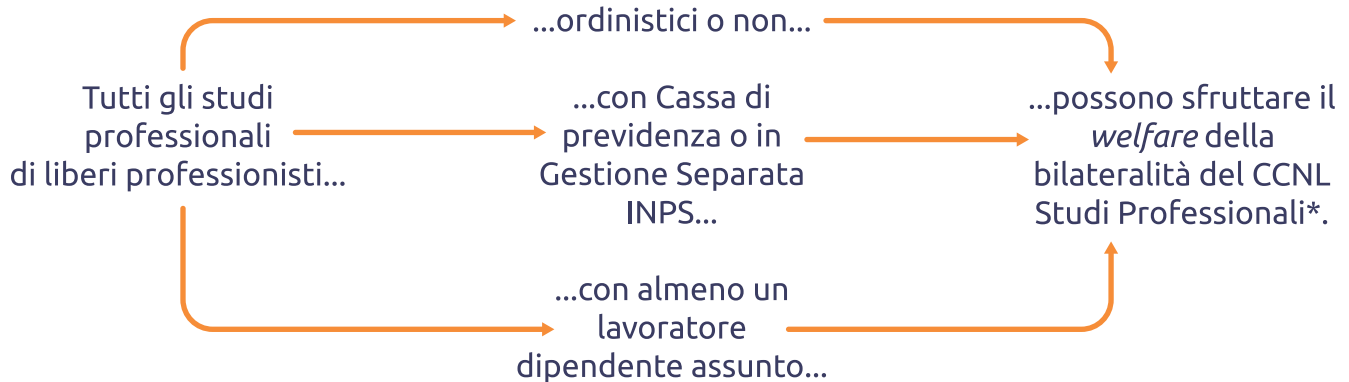 ...ordinistici o non...
Tutti gli studi
professionali
di liberi professionisti...
...con Cassa di
previdenza o in
Gestione Separata
INPS...
...con almeno un
lavoratore
dipendente assunto...
...possono sfruttare il
welfare della
bilateralità del CCNL
Studi Professionali*.